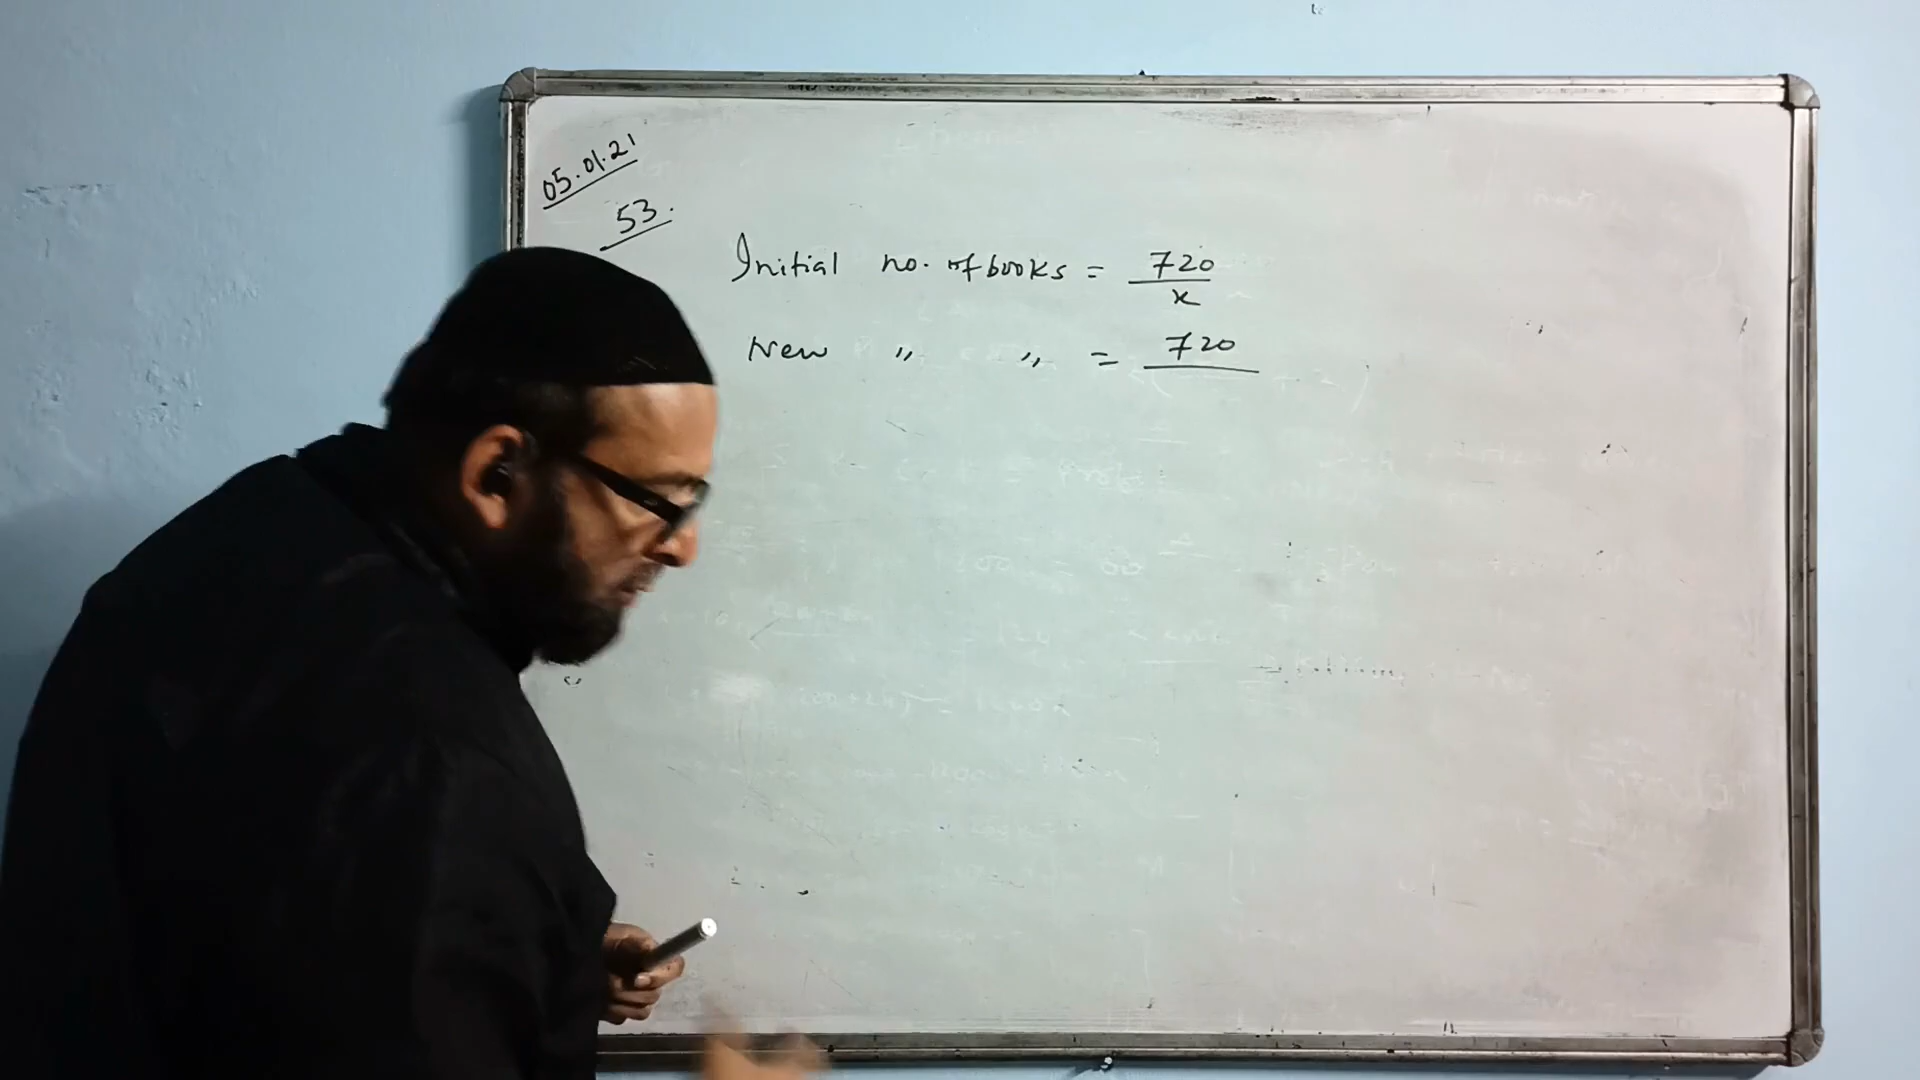 05.01.21
53.
Initial no. of books = 720/x
New " " = 720